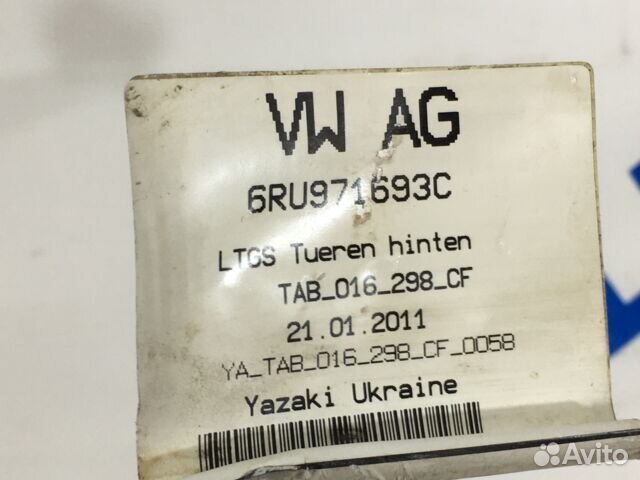 VW AG
6RU971693C
LTGS Tueren hinten
TAB_016_298_CF
21.01.2011
YA_TAB_016_298_CF_0058
Yazaki Ukraine
Avito